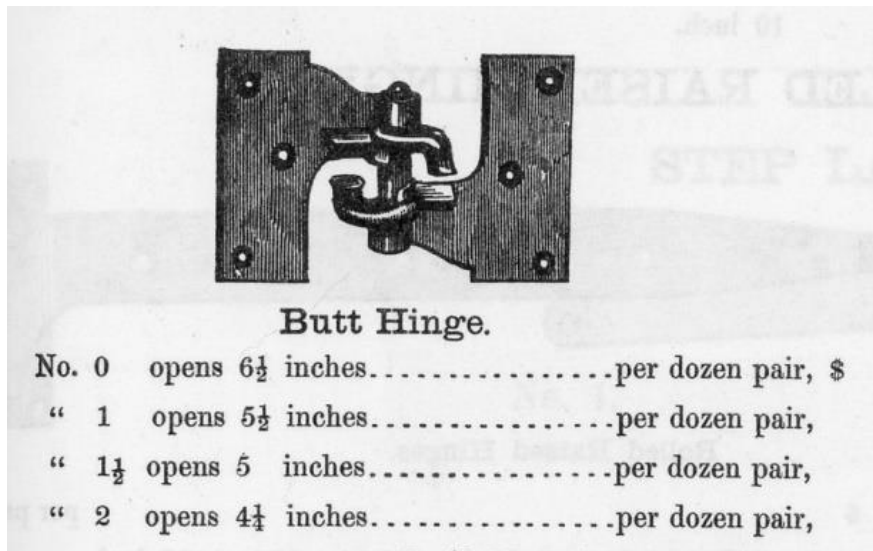 Butt Hinge.
No. 0 opens 6½ inches................per dozen pair, $
“ 1 opens 5½ inches................per dozen pair,
“ 1½ opens 5 inches................per dozen pair,
“ 2 opens 4¼ inches................per dozen pair,